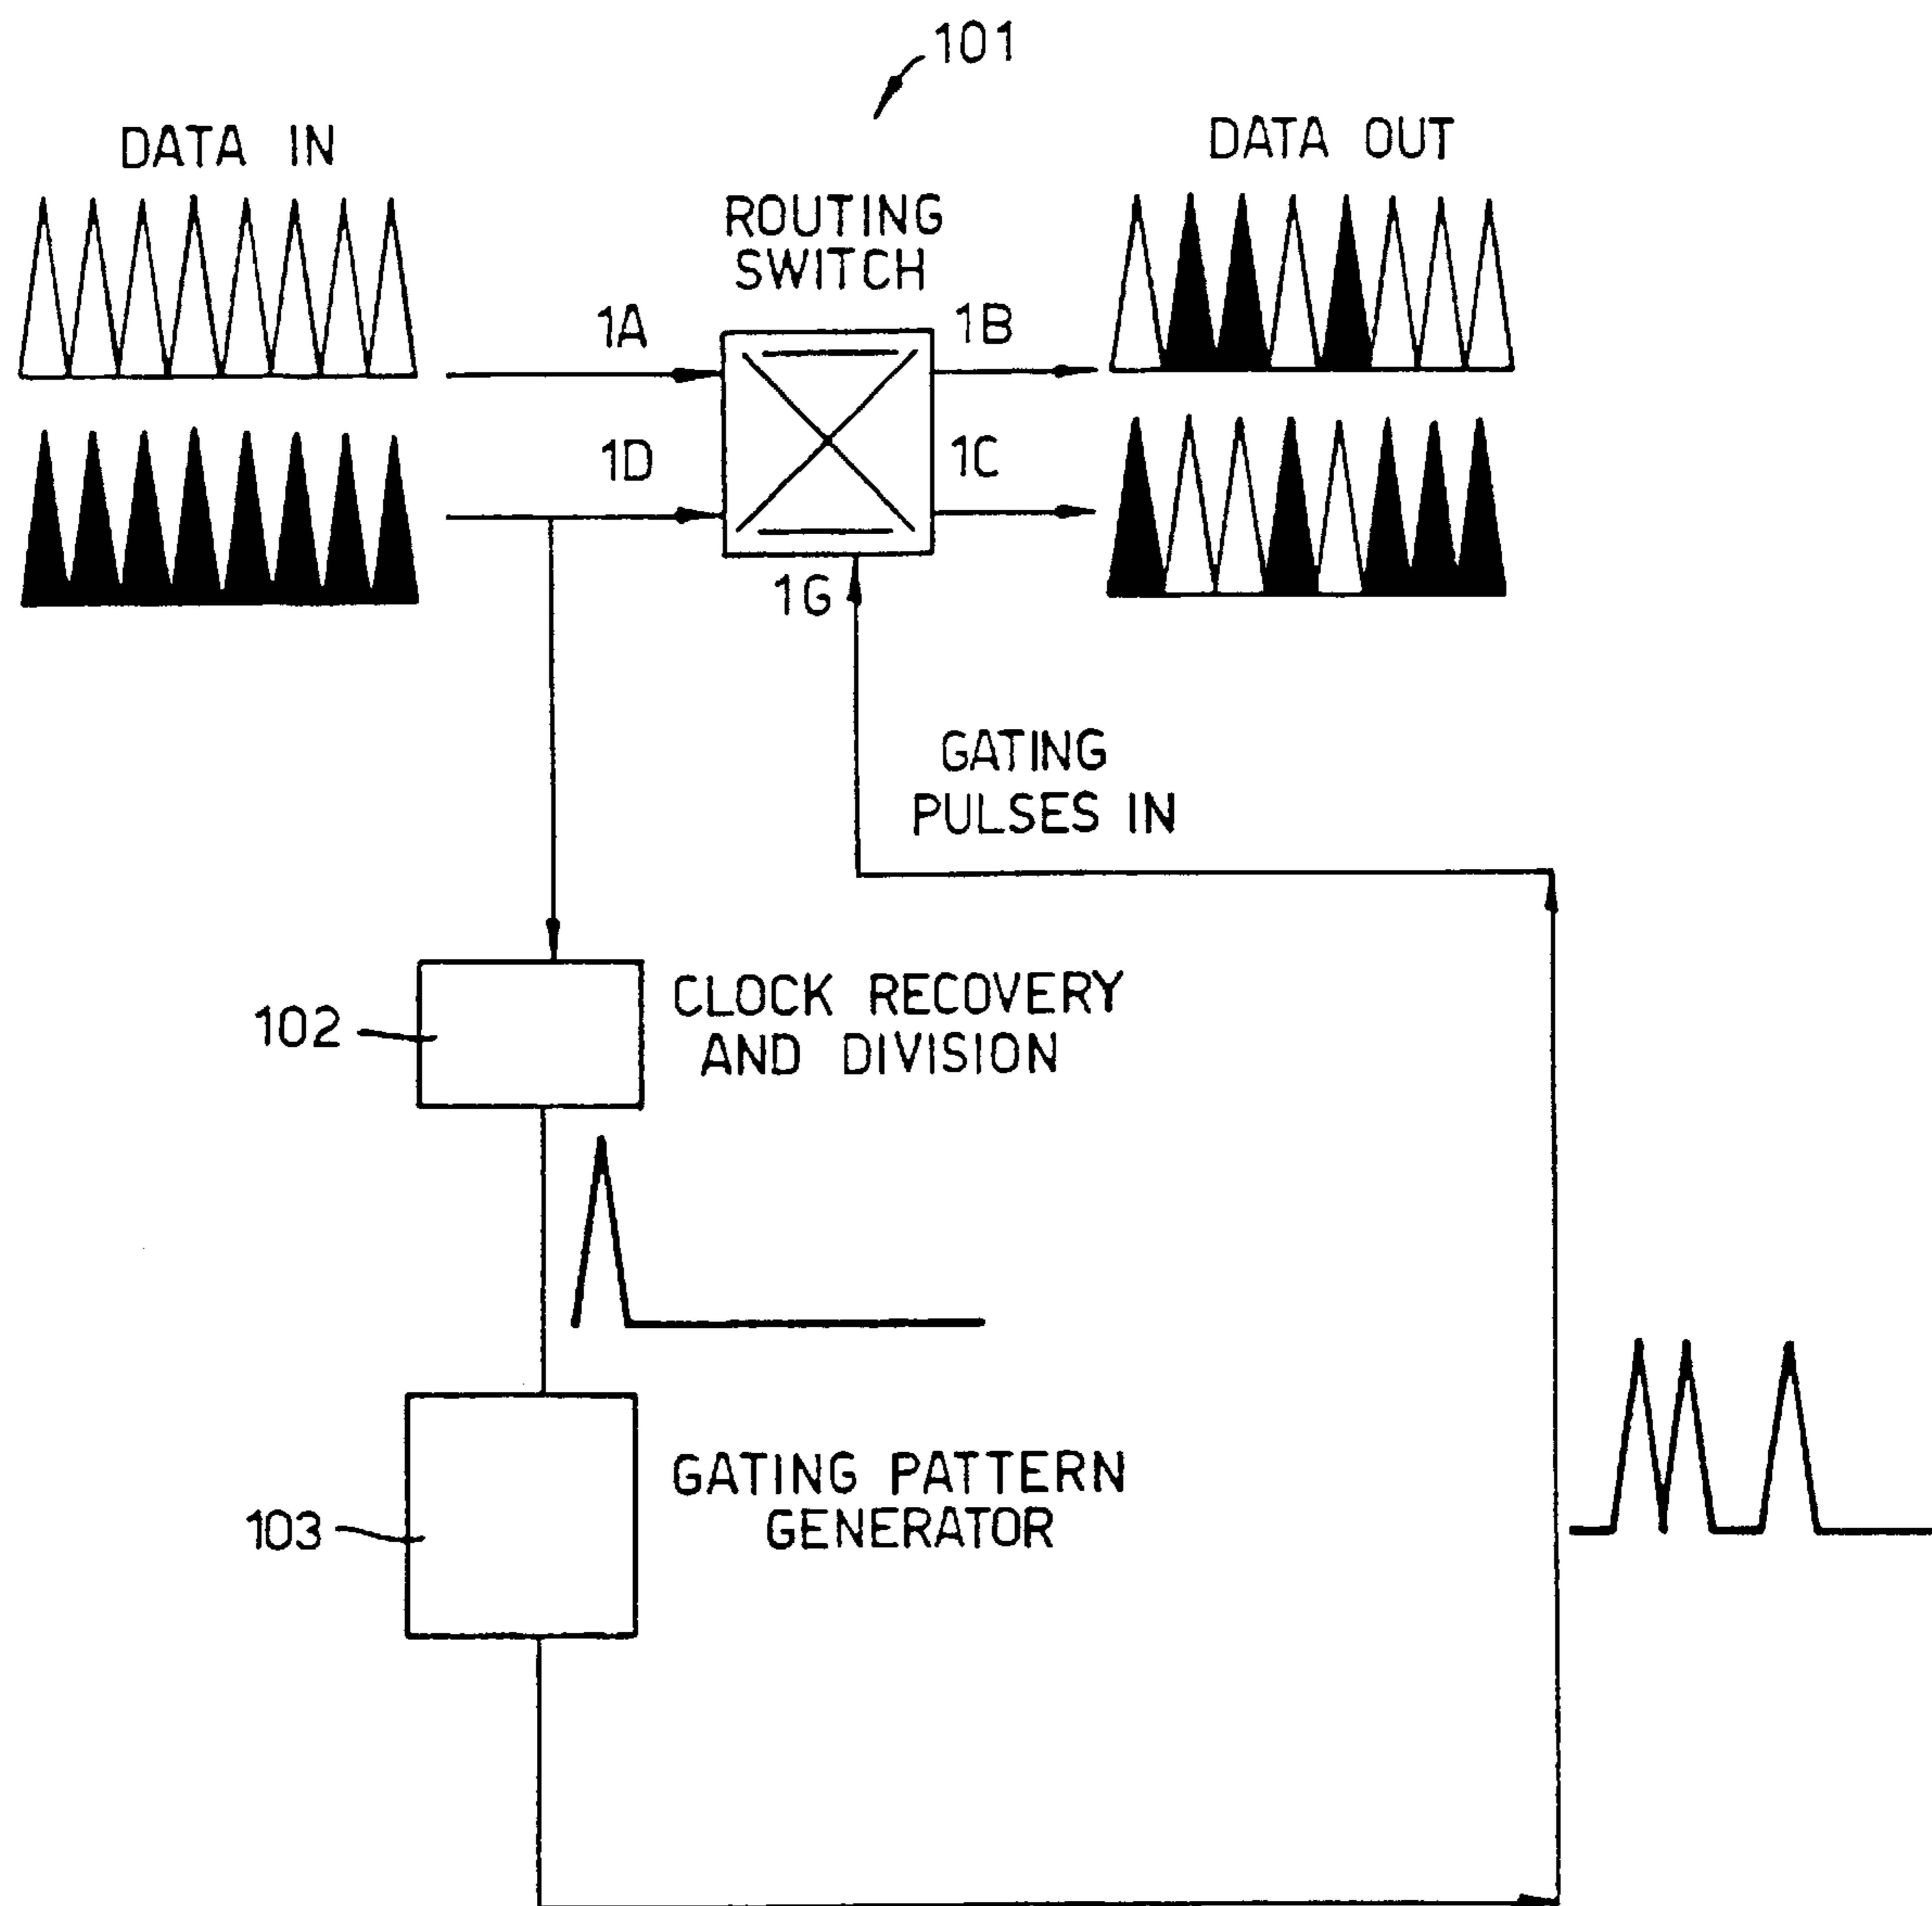 101
DATA IN
DATA OUT
ROUTING
SWITCH
1A
1B
1D
1C
1G
GATING
PULSES IN
102
CLOCK RECOVERY
AND DIVISION
103
GATING PATTERN
GENERATOR